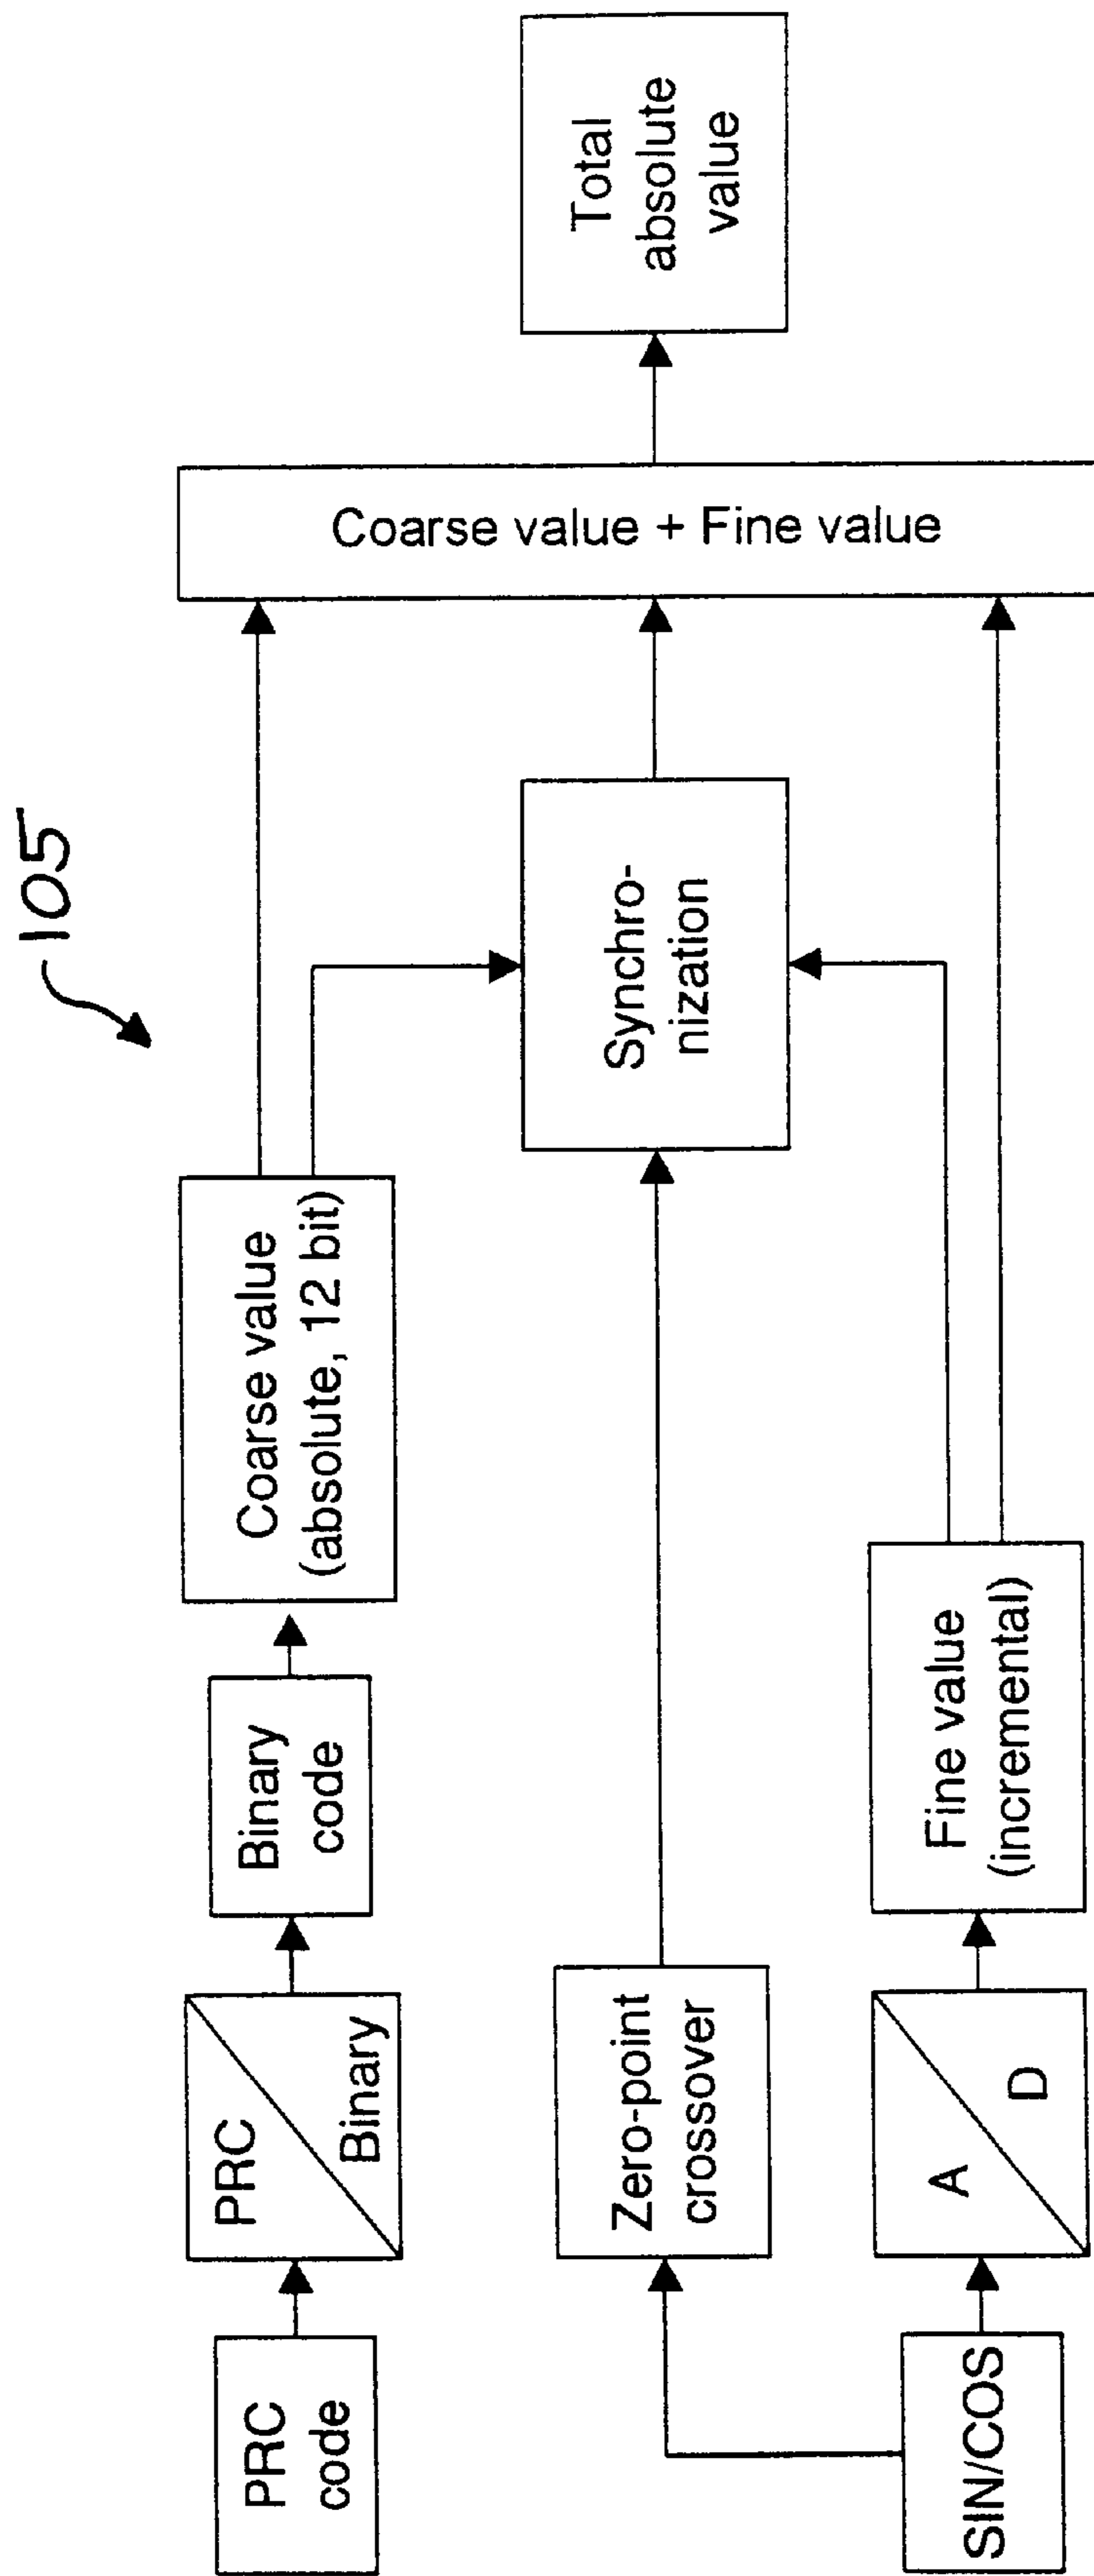 105
PRC
code
PRC
Binary
Binary
code
Coarse value
(absolute, 12 bit)
Zero-point
crossover
Synchro-
nization
SIN/COS
A
D
Fine value
(incremental)
Coarse value + Fine value
Total
absolute
value